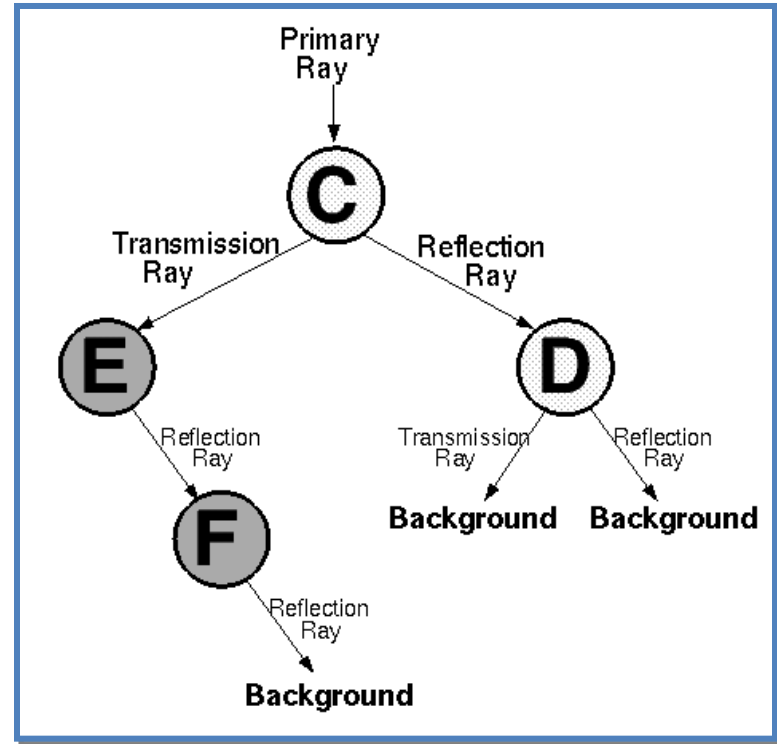 Primary
Ray
C
Transmission
Ray
Reflection
Ray
E
D
Reflection
Ray
Transmission
Ray
Reflection
Ray
Background
Background
F
Reflection
Ray
Background